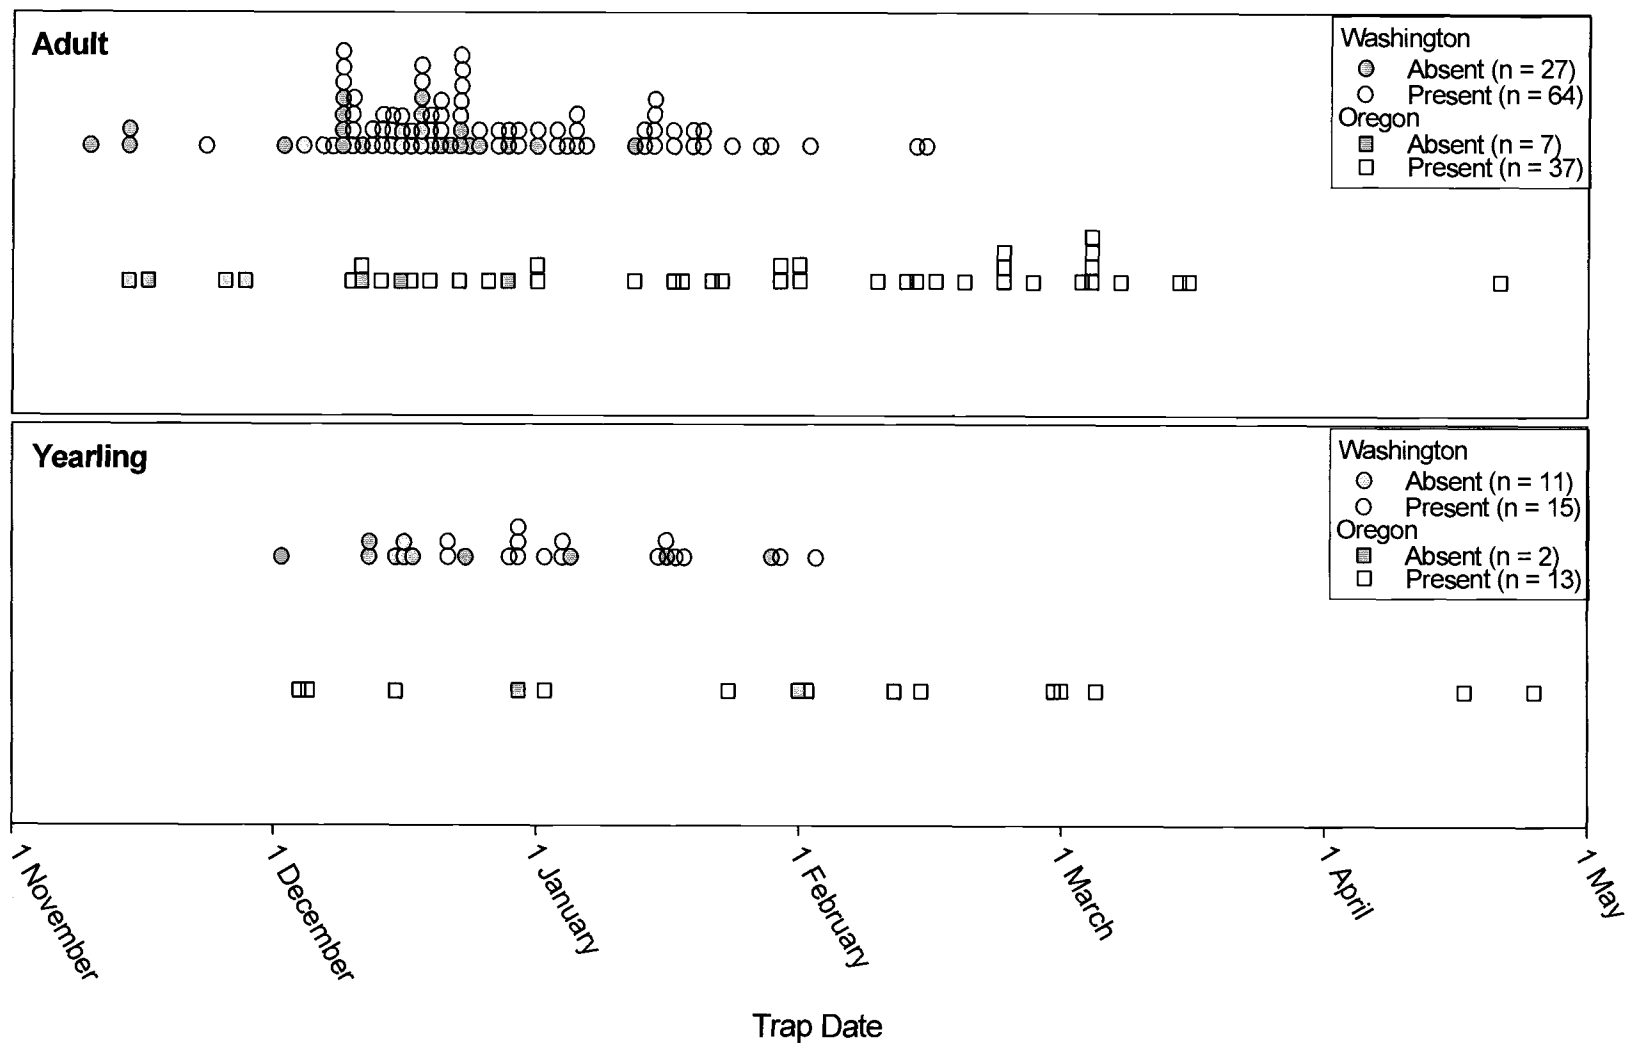 Adult
Washington
Absent (n = 27)
Present (n = 64)
Oregon
Absent (n = 7)
Present (n = 37)
Yearling
Washington
Absent (n = 11)
Present (n = 15)
Oregon
Absent (n = 2)
Present (n = 13)
1 November
1 December
1 January
1 February
1 March
1 April
1 May
Trap Date